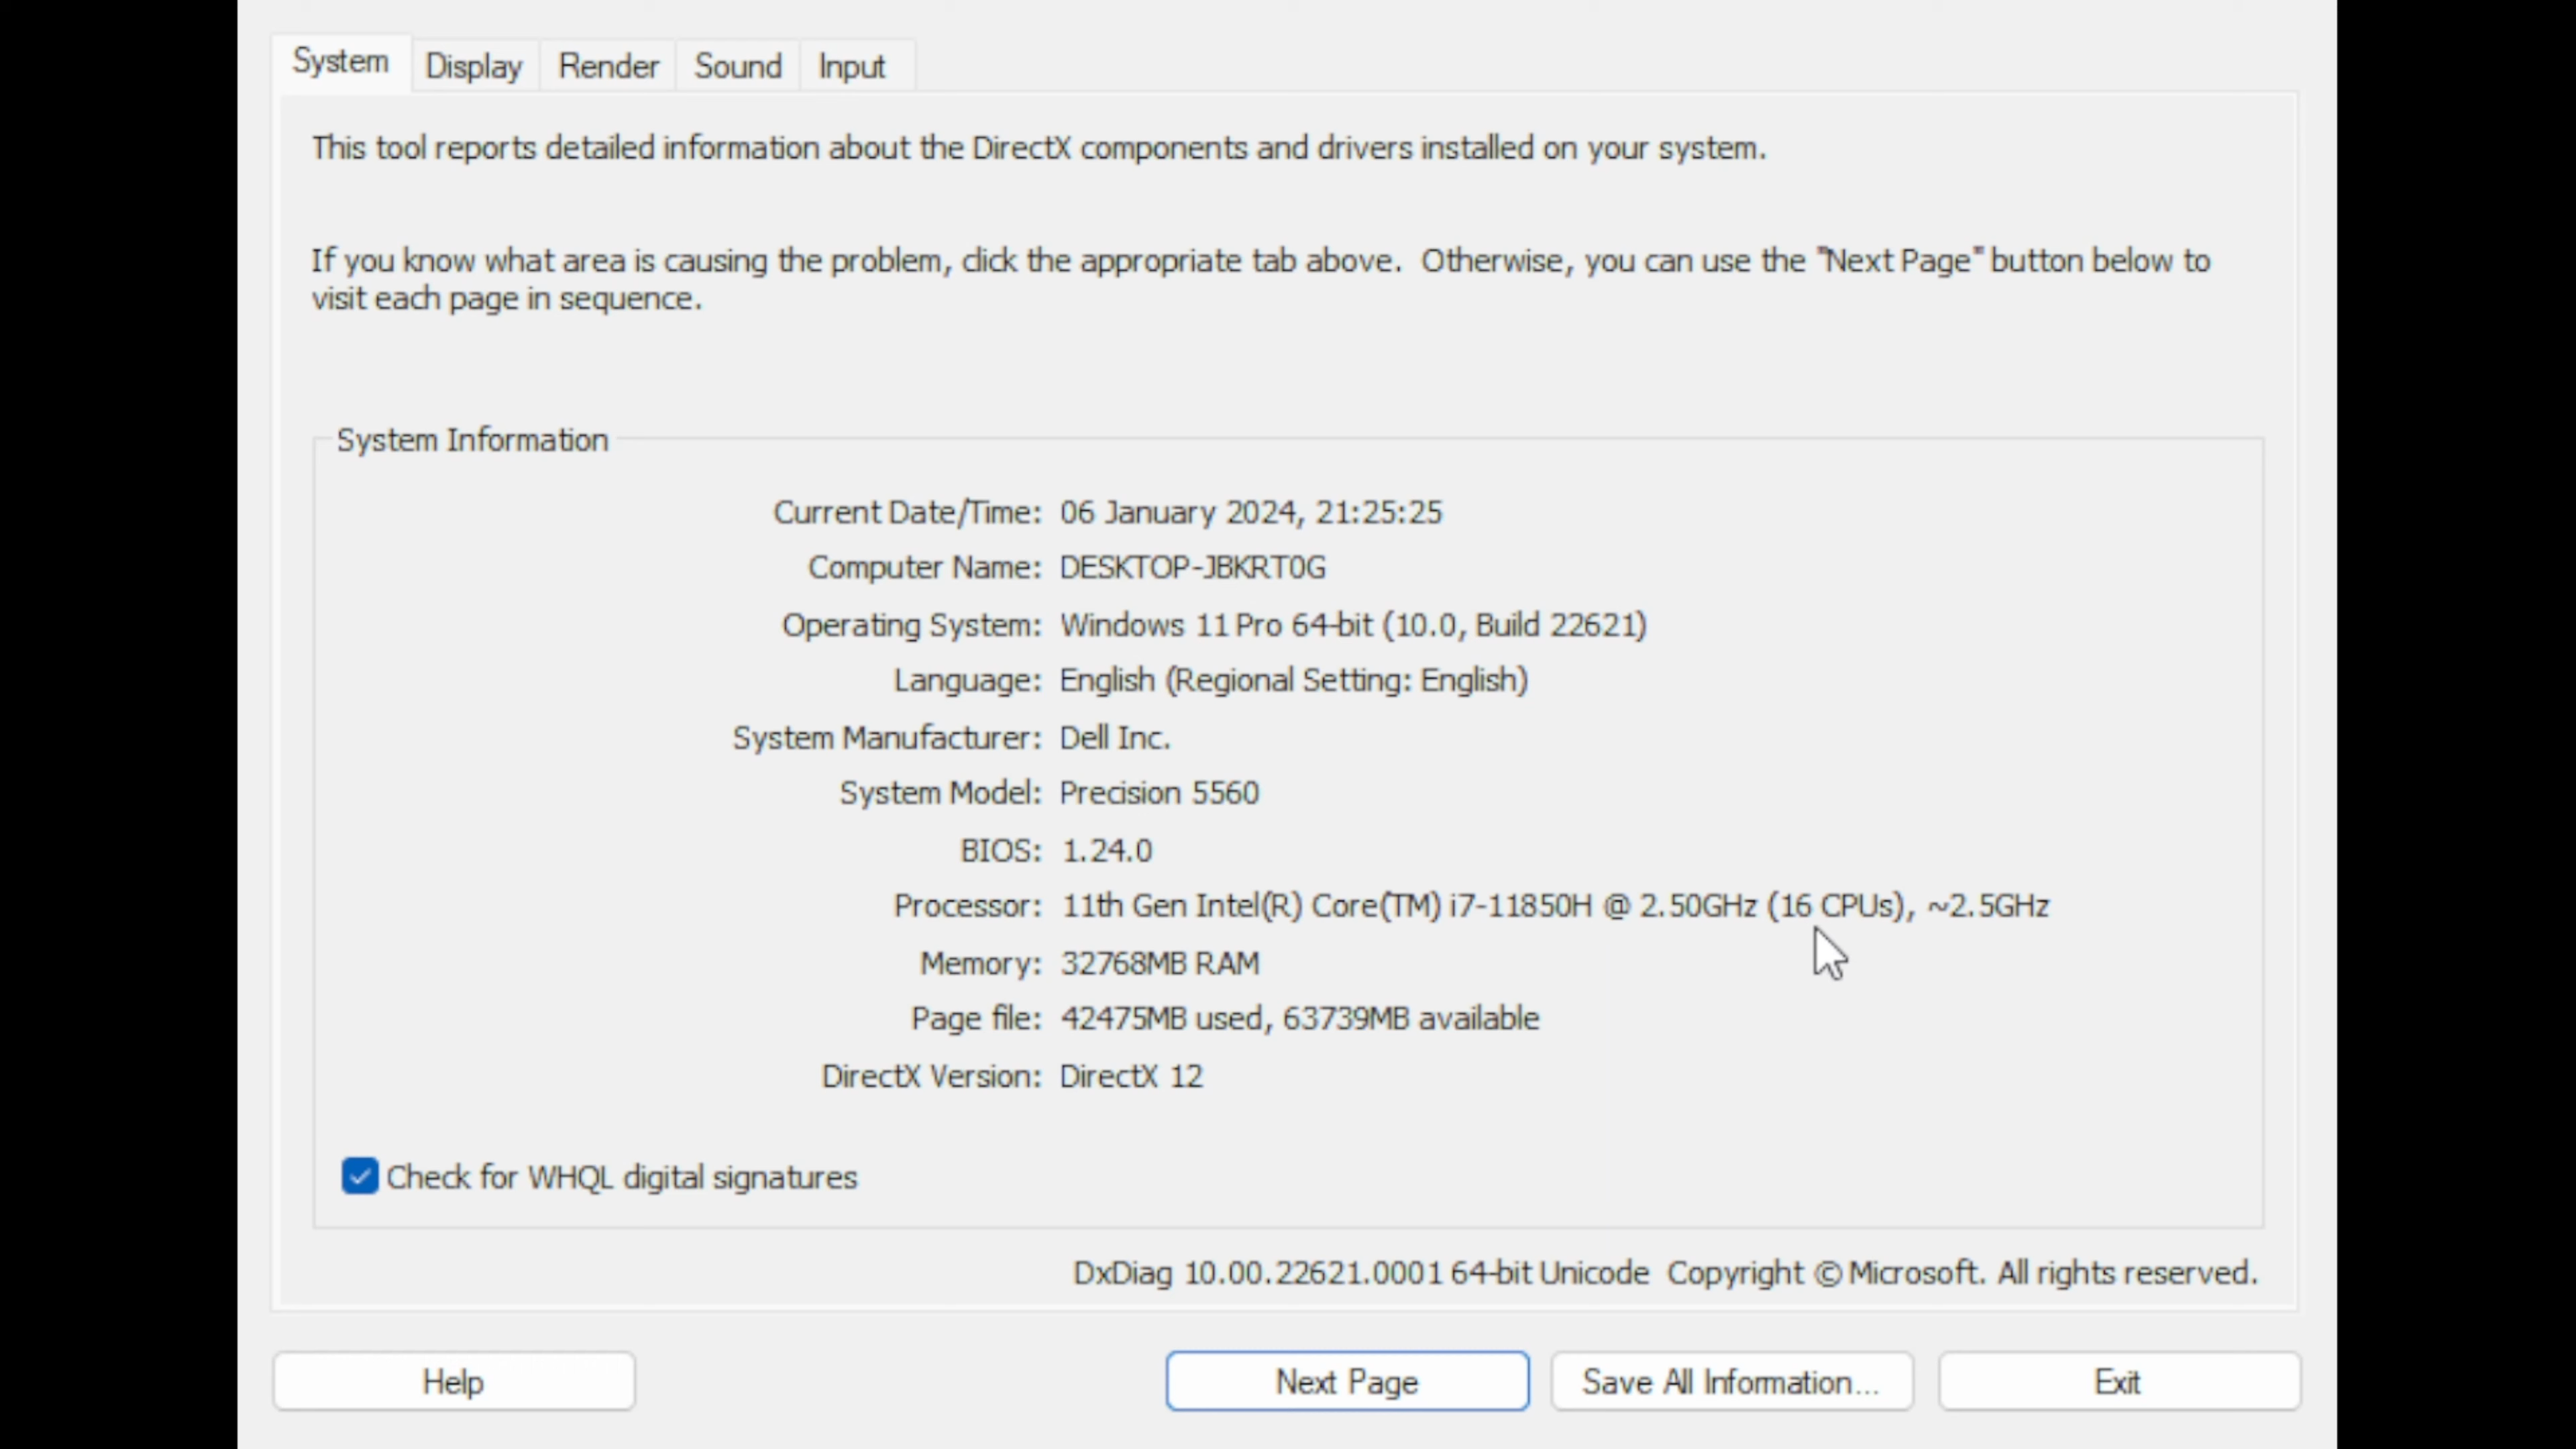 System Display Render Sound Input
This tool reports detailed information about the DirectX components and drivers installed on your system.
If you know what area is causing the problem, click the appropriate tab above.  Otherwise, you can use the "Next Page" button below to
visit each page in sequence.
System Information
Current Date/Time: 06 January 2024, 21:25:25
Computer Name: DESKTOP-JBKRT0G
Operating System: Windows 11 Pro 64-bit (10.0, Build 22621)
Language: English (Regional Setting: English)
System Manufacturer: Dell Inc.
System Model: Precision 5560
BIOS: 1.24.0
Processor: 11th Gen Intel(R) Core(TM) i7-11850H @ 2.50GHz (16 CPUs), ~2.5GHz
Memory: 32768MB RAM
Page file: 42475MB used, 63739MB available
DirectX Version: DirectX 12
Check for WHQL digital signatures
DxDiag 10.00.22621.0001 64-bit Unicode  Copyright © Microsoft. All rights reserved.
Help Next Page Save All Information... Exit